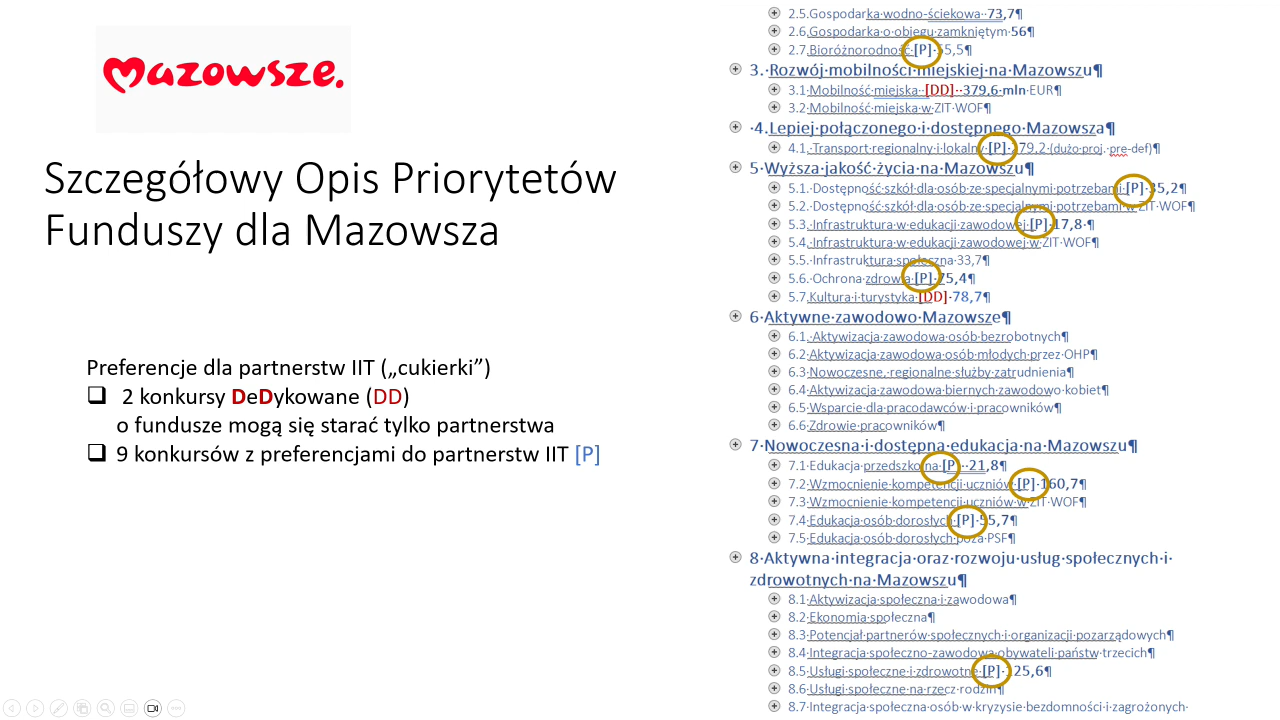 mazowsze.
Szczegółowy Opis Priorytetów
Funduszy dla Mazowsza
Preferencje dla partnerstw IIT („cukierki”)
❑ 2 konkursy DeDykowane (DD)
o fundusze mogą się starać tylko partnerstwa
❑ 9 konkursów z preferencjami do partnerstw IIT [P]
2.5.Gospodarka·wodno-ściekowa··73,7¶
2.6.Gospodarka·o·obiegu·zamkniętym·56¶
2.7.Bioróżnorodność·[P]·55,5¶
3.·Rozwój·mobilności·miejskiej·na·Mazowszu¶
3.1·Mobilność·miejska··[DD]··379,6·mln·EUR¶
3.2·Mobilność·miejska·w·ZIT·WOF¶
·4.Lepiej·połączonego·i·dostępnego·Mazowsza¶
4.1.·Transport·regionalny·i·lokalny·[P]·279,2·(dużo·proj.·pre-def)¶
5·Wyższa·jakość·życia·na·Mazowszu¶
5.1.·Dostępność·szkół·dla·osób·ze·specjalnymi·potrzebami·[P]·35,2¶
5.2.·Dostępność·szkół·dla·osób·ze·specjalnymi·potrzebami·w·ZIT·WOF¶
5.3.·Infrastruktura·w·edukacji·zawodowej·[P]·17,8·¶
5.4.·Infrastruktura·w·edukacji·zawodowej·w·ZIT·WOF¶
5.5.·Infrastruktura·społeczna·33,7¶
5.6.·Ochrona·zdrowia·[P]·75,4¶
5.7.Kultura·i·turystyka·[DD]·78,7¶
6·Aktywne·zawodowo·Mazowsze¶
6.1.·Aktywizacja·zawodowa·osób·bezrobotnych¶
6.2·Aktywizacja·zawodowa·osób·młodych·przez·OHP¶
6.3·Nowoczesne,·regionalne·służby·zatrudnienia¶
6.4·Aktywizacja·zawodowa·biernych·zawodowo·kobiet¶
6.5·Wsparcie·dla·pracodawców·i·pracowników¶
6.6·Zdrowie·pracowników¶
7·Nowoczesna·i·dostępna·edukacja·na·Mazowszu¶
7.1·Edukacja·przedszkolna·[P]··21,8¶
7.2·Wzmocnienie·kompetencji·uczniów·[P]·160,7¶
7.3·Wzmocnienie·kompetencji·uczniów·w·ZIT·WOF¶
7.4·Edukacja·osób·dorosłych·[P]·55,7¶
7.5·Edukacja·osób·dorosłych·poza·PSF¶
8·Aktywna·integracja·oraz·rozwoju·usług·społecznych·i·
zdrowotnych·na·Mazowszu¶
8.1·Aktywizacja·społeczna·i·zawodowa¶
8.2·Ekonomia·społeczna¶
8.3·Potencjał·partnerów·społecznych·i·organizacji·pozarządowych¶
8.4·Integracja·społeczno-zawodowa·obywateli·państw·trzecich¶
8.5·Usługi·społeczne·i·zdrowotne·[P]·125,6¶
8.6·Usługi·społeczne·na·rzecz·rodzin¶
8.7·Integracja·społeczna·osób·w·kryzysie·bezdomności·i·zagrożonych·